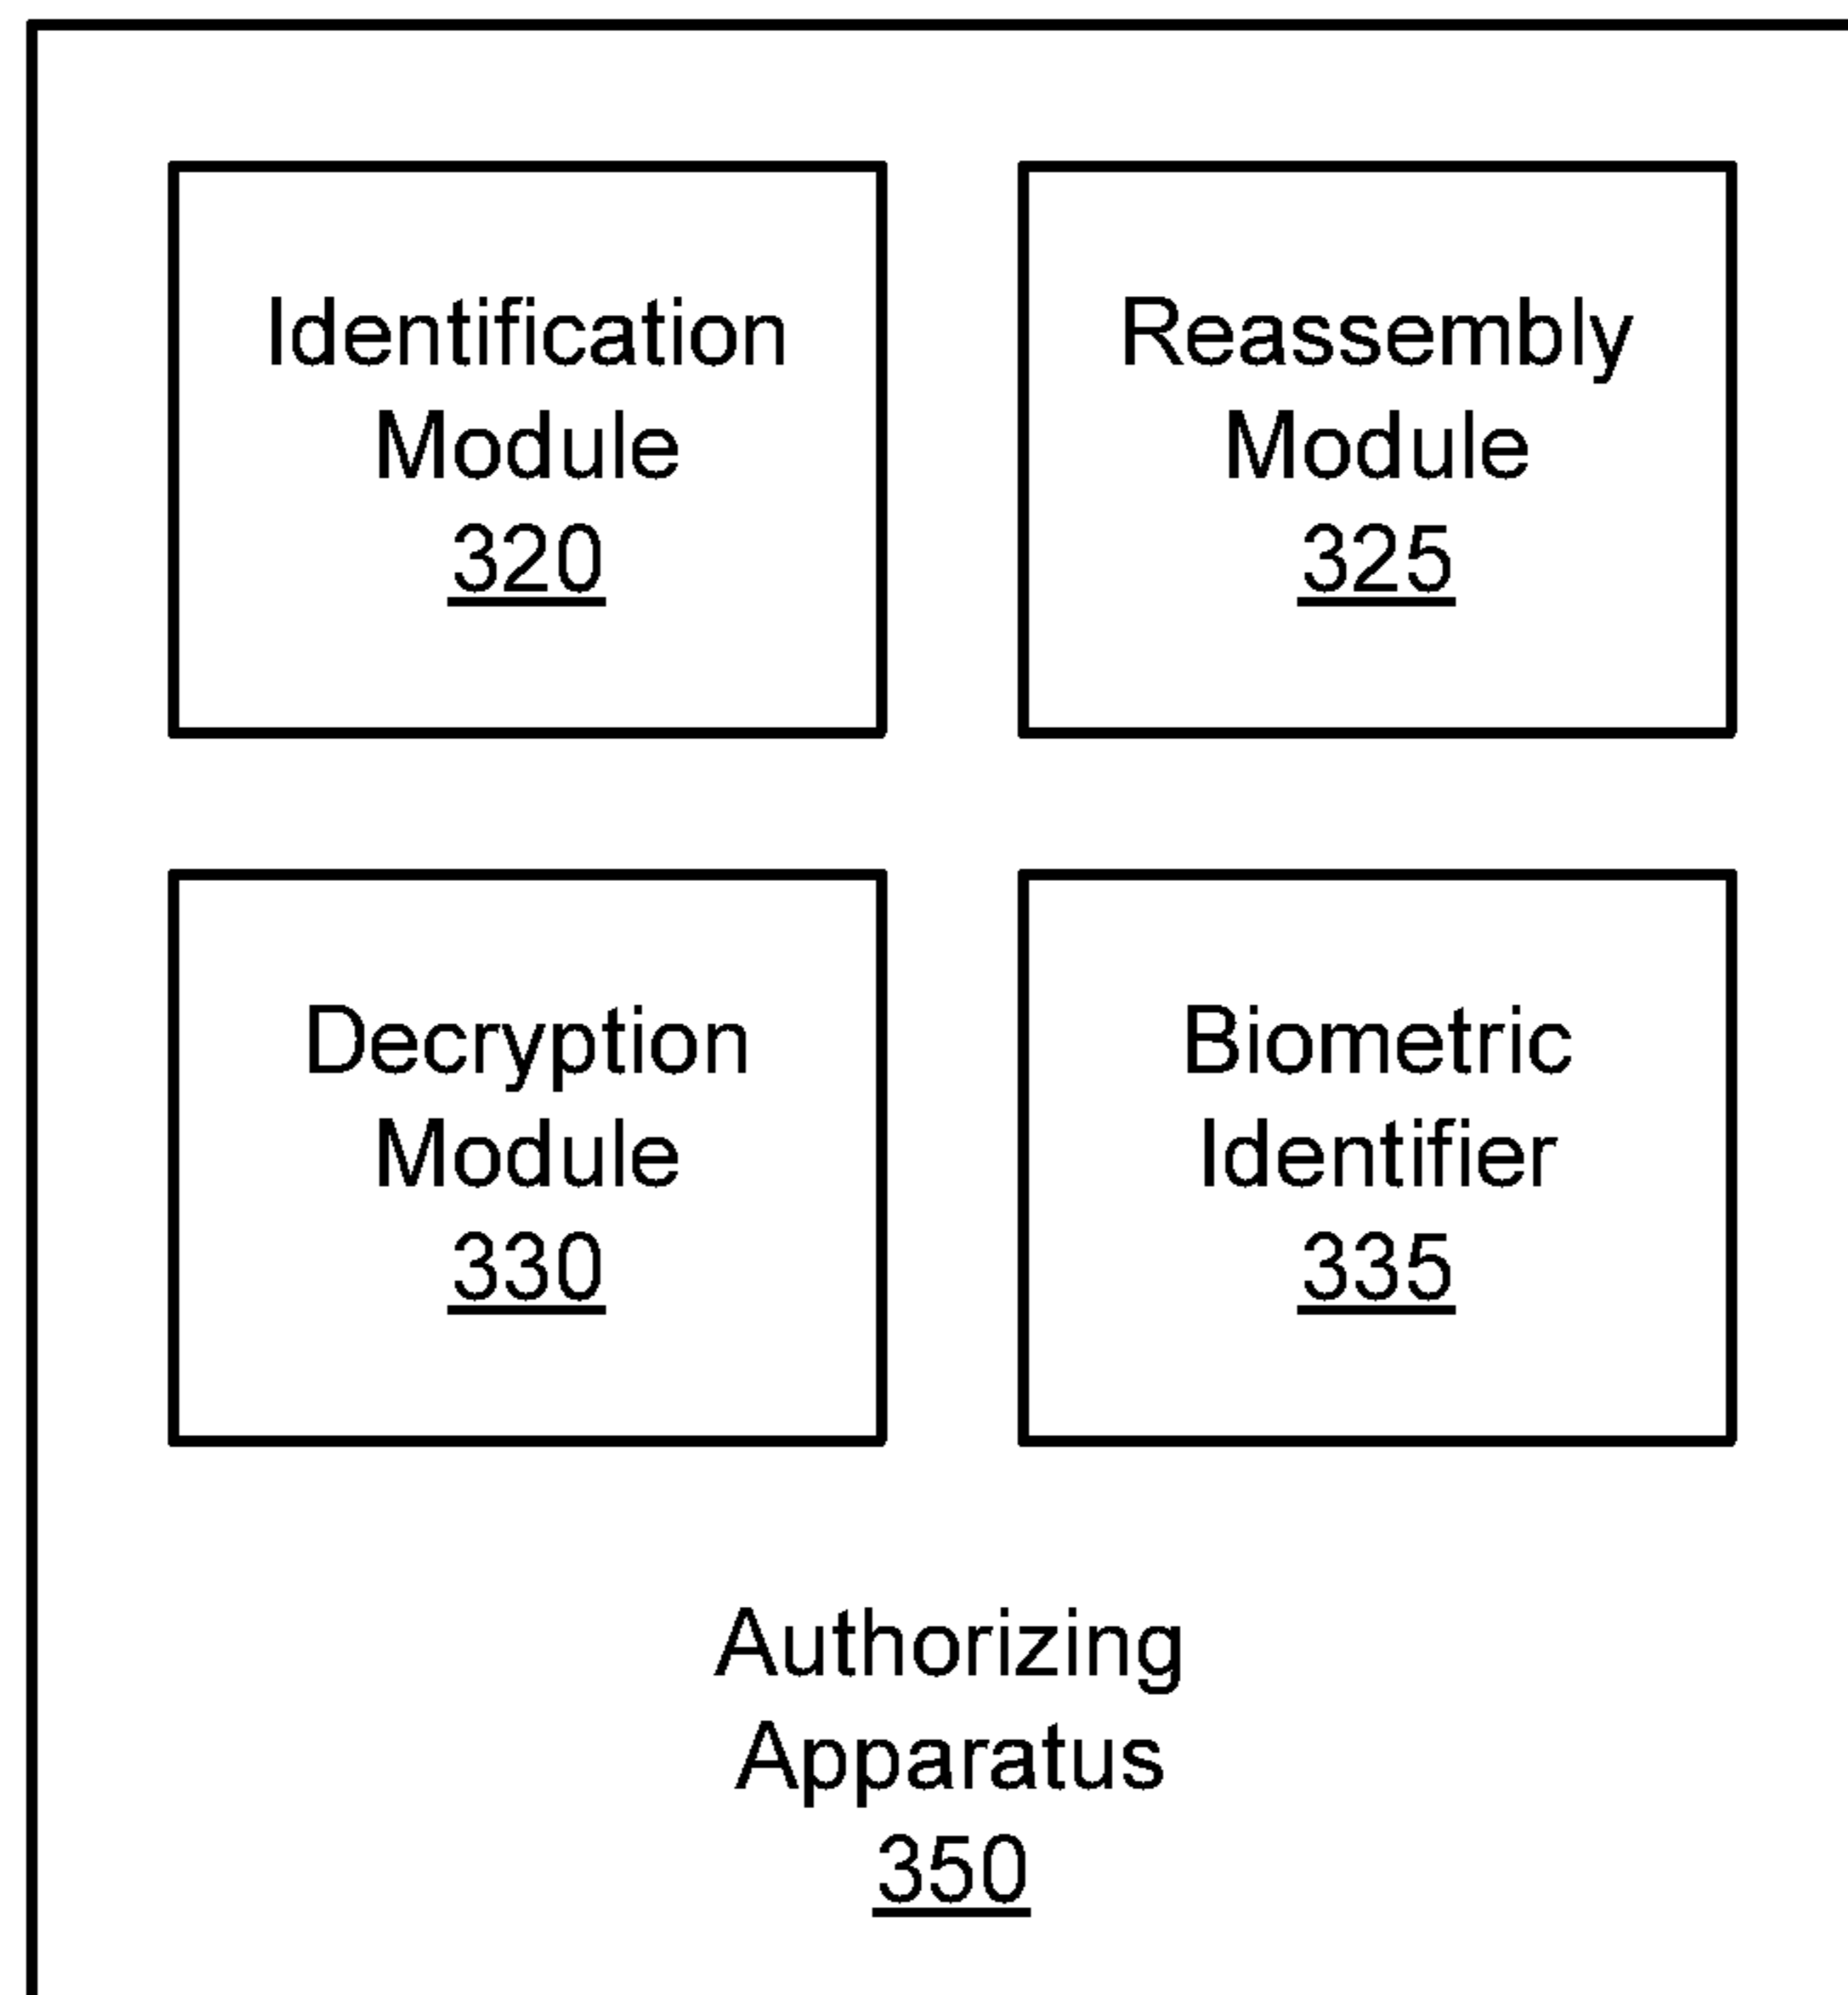 Identification
Module
320
Reassembly
Module
325
Decryption
Module
330
Biometric
Identifier
335
Authorizing
Apparatus
350